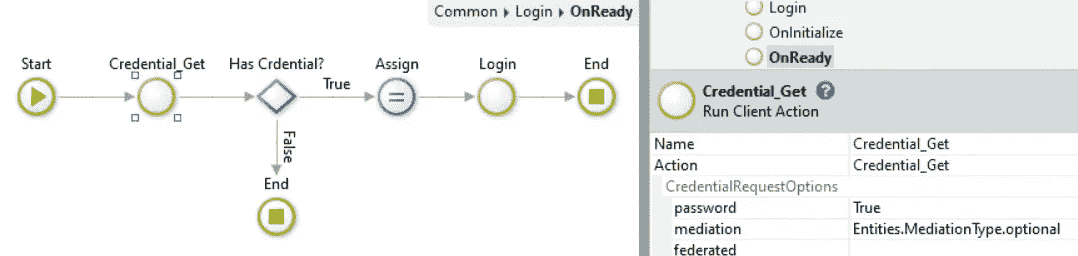 Common ▸ Login ▸ OnReady
Start
Credential_Get
Has Crdential?
Assign
Login
End
True
False
End
Login
OnInitialize
OnReady
Credential_Get ?
Run Client Action
Name Credential_Get
Action Credential_Get
CredentialRequestOptions
password True
mediation Entities.MediationType.optional
federated